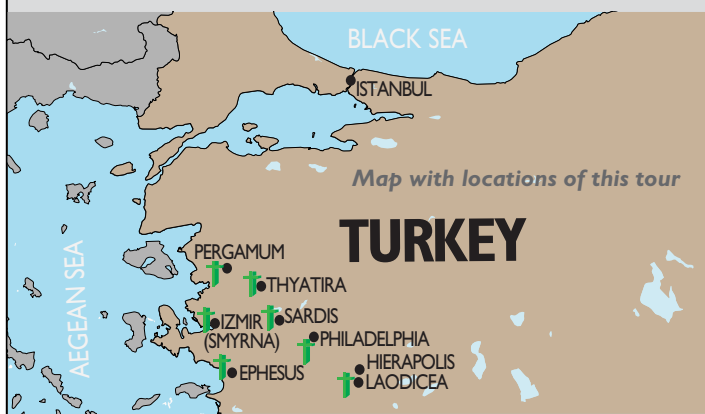 BLACK SEA
ISTANBUL
Map with locations of this tour
TURKEY
AEGEAN SEA
PERGAMUM
THYATIRA
IZMIR
(SMYRNA)
SARDIS
PHILADELPHIA
HIERAPOLIS
EPHESUS
LAODICEA